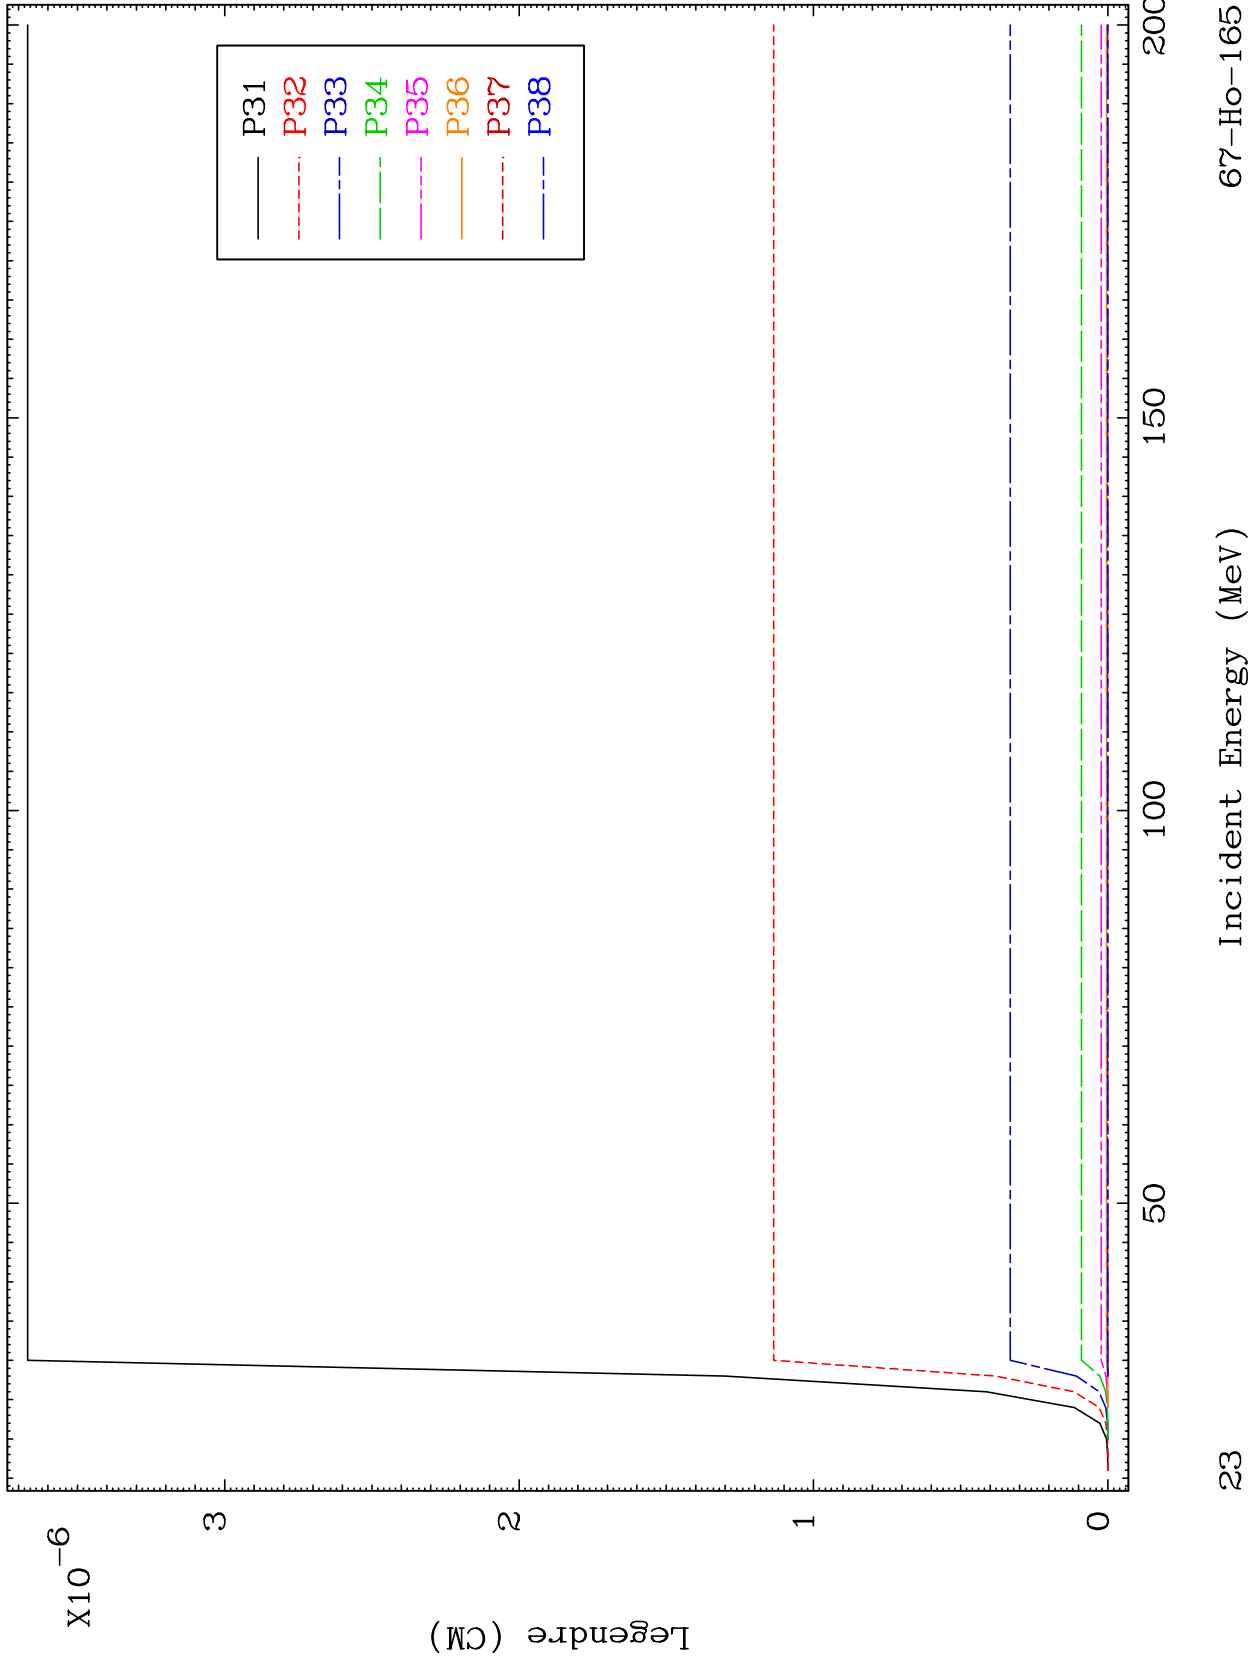 X10
-6
3
2
1
0
Legendre (CM)
P31
P32
P33
P34
P35
P36
P37
P38
50
100
150
200
Incident Energy (MeV)
23
67-Ho-165